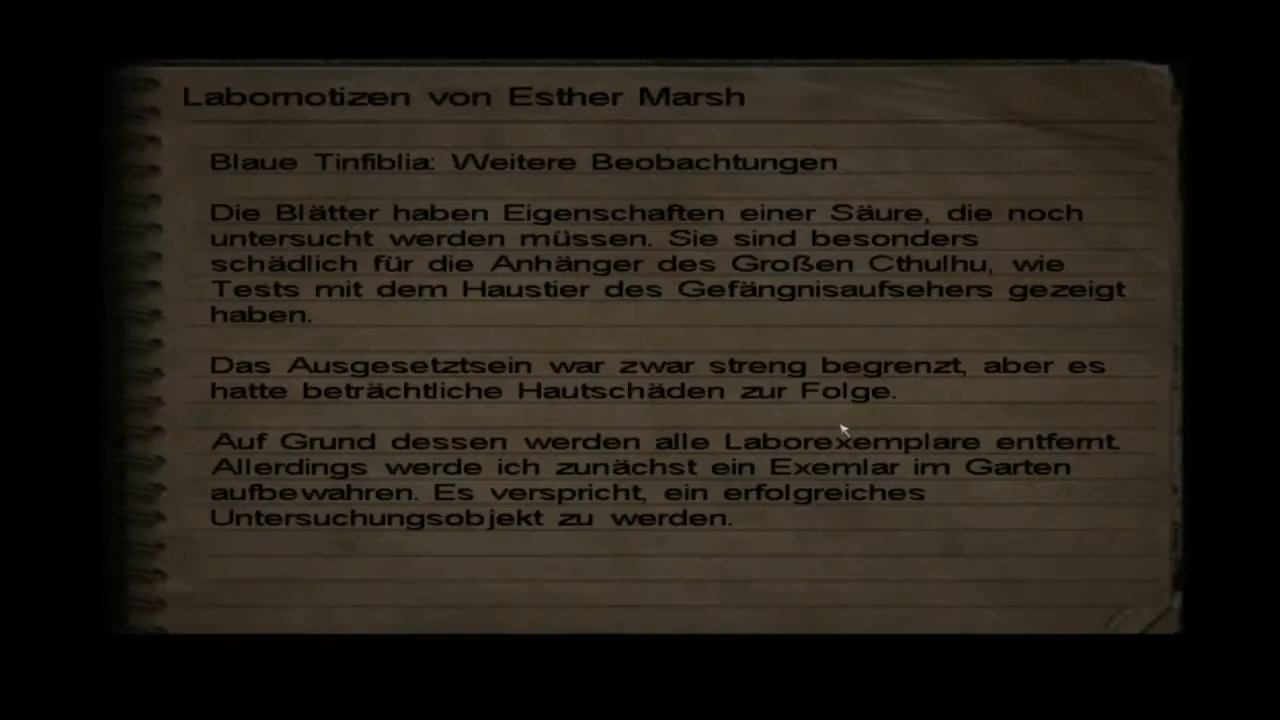 Labornotizen von Esther Marsh
Blaue Tinfiblia: Weitere Beobachtungen
Die Blätter haben Eigenschaften einer Säure, die noch
untersucht werden müssen. Sie sind besonders
schädlich für die Anhänger des Großen Cthulhu, wie
Tests mit dem Haustier des Gefängnisaufsehers gezeigt
haben.
Das Ausgesetztsein war zwar streng begrenzt, aber es
hatte beträchtliche Hautschäden zur Folge.
Auf Grund dessen werden alle Laborexemplare entfernt.
Allerdings werde ich zunächst ein Exemlar im Garten
aufbewahren. Es verspricht, ein erfolgreiches
Untersuchungsobjekt zu werden.